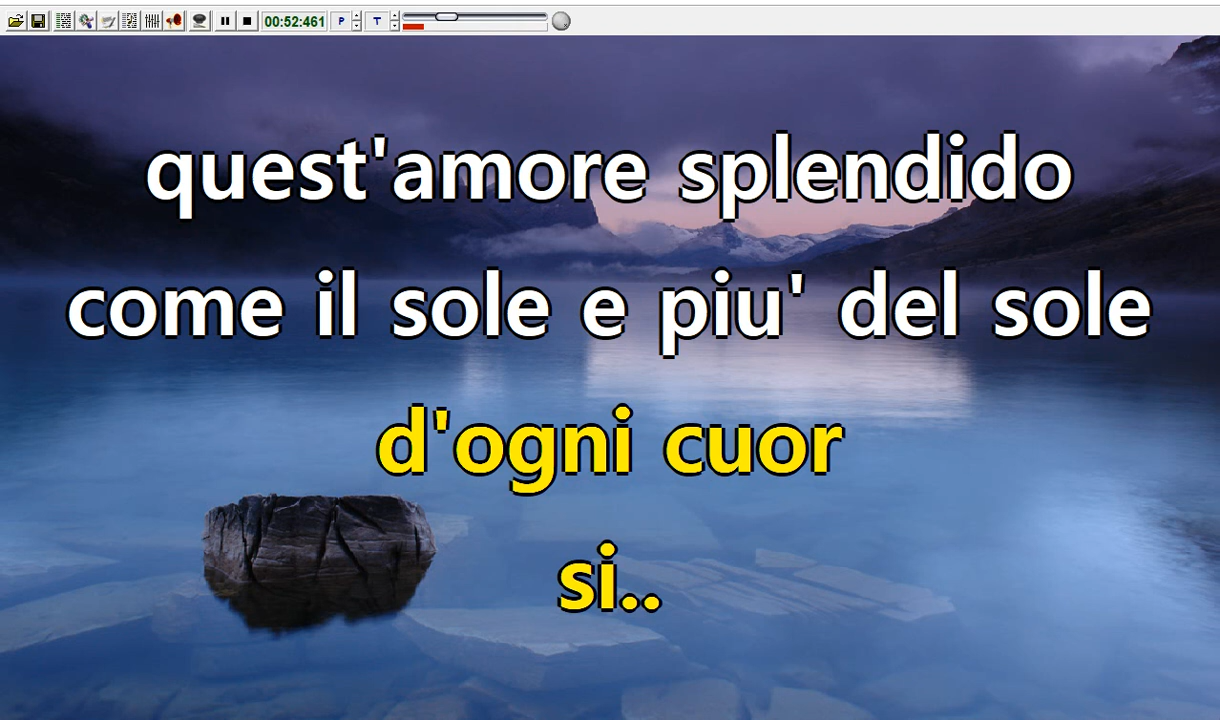 00:52:461 P T
quest'amore splendido
come il sole e piu' del sole
d'ogni cuor
si..